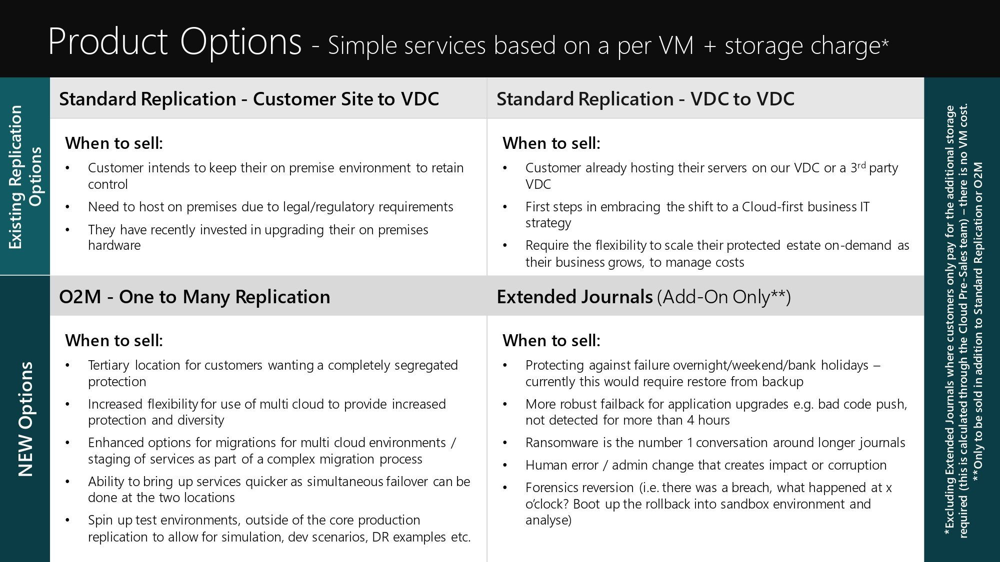 Product Options - Simple services based on a per VM + storage charge*
Existing Replication
Options
Standard Replication - Customer Site to VDC
When to sell:
• Customer intends to keep their on premise environment to retain
control
• Need to host on premises due to legal/regulatory requirements
• They have recently invested in upgrading their on premises
hardware
Standard Replication - VDC to VDC
When to sell:
• Customer already hosting their servers on our VDC or a 3rd party
VDC
• First steps in embracing the shift to a Cloud-first business IT
strategy
• Require the flexibility to scale their protected estate on-demand as
their business grows, to manage costs
NEW Options
O2M - One to Many Replication
When to sell:
• Tertiary location for customers wanting a completely segregated
protection
• Increased flexibility for use of multi cloud to provide increased
protection and diversity
• Enhanced options for migrations for multi cloud environments /
staging of services as part of a complex migration process
• Ability to bring up services quicker as simultaneous failover can be
done at the two locations
• Spin up test environments, outside of the core production
replication to allow for simulation, dev scenarios, DR examples etc.
Extended Journals (Add-On Only**)
When to sell:
• Protecting against failure overnight/weekend/bank holidays –
currently this would require restore from backup
• More robust failback for application upgrades e.g. bad code push,
not detected for more than 4 hours
• Ransomware is the number 1 conversation around longer journals
• Human error / admin change that creates impact or corruption
• Forensics reversion (i.e. there was a breach, what happened at x
o’clock? Boot up the rollback into sandbox environment and
analyse)
*Excluding Extended Journals where customers only pay for the additional storage
required (this is calculated through the Cloud Pre-Sales team) – there is no VM cost.
**Only to be sold in addition to Standard Replication or O2M